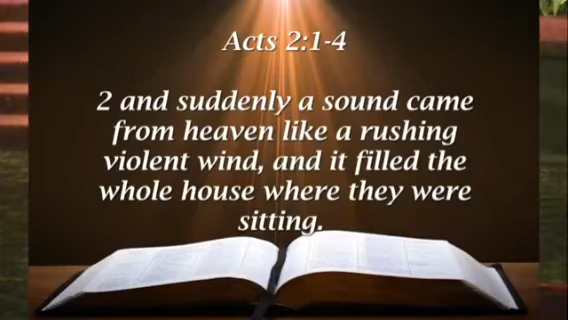 Acts 2:1-4
2 and suddenly a sound came
from heaven like a rushing
violent wind, and it filled the
whole house where they were
sitting.